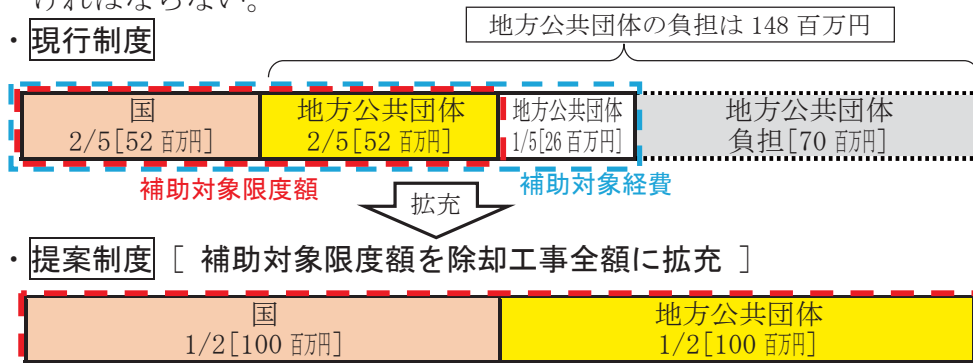 ければならない。
地方公共団体の負担は 148 百万円
・現行制度
国
2/5[52 百万円]
地方公共団体
2/5[52 百万円]
地方公共団体
1/5[26 百万円]
地方公共団体
負担[70 百万円]
補助対象限度額
補助対象経費
拡充
・提案制度 [ 補助対象限度額を除却工事全額に拡充 ]
国
1/2[100 百万円]
地方公共団体
1/2[100 百万円]